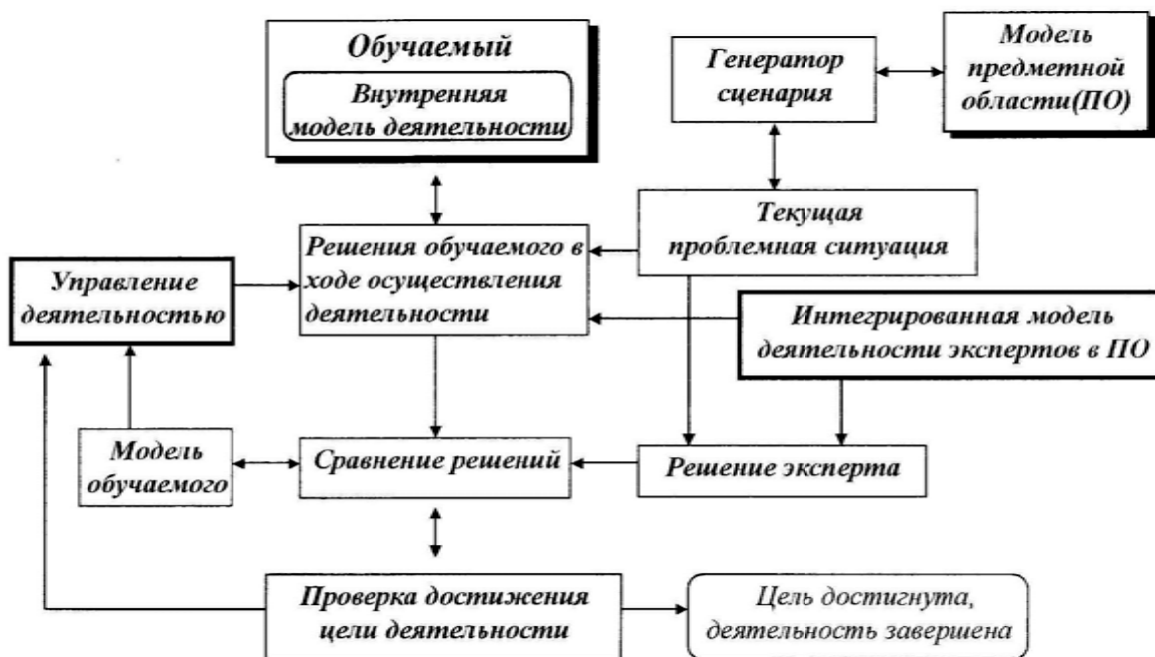 Обучаемый
Внутренняя
модель деятельности
Генератор
сценария
Модель
предметной
области(ПО)
Текущая
проблемная ситуация
Решения обучаемого в
ходе осуществления
деятельности
Управление
деятельностью
Интегрированная модель
деятельности экспертов в ПО
Модель
обучаемого
Сравнение решений
Решение эксперта
Проверка достижения
цели деятельности
Цель достигнута,
деятельность завершена